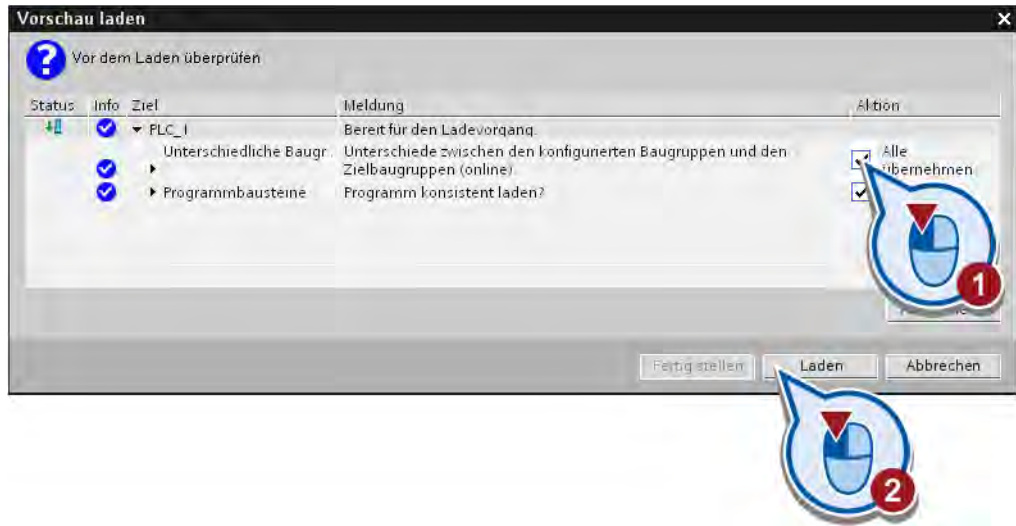 Vorschau laden
Vor dem Laden überprüfen
Status Info Ziel Meldung Aktion
PLC_1 Bereit für den Ladevorgang.
Unterschiedliche Baugr.. Unterschiede zwischen den konfigurierten Baugruppen und den Zielbaugruppen (online) Alle übernehmen
Programmbausteine Programm konsistent laden?
1
Fertig stellen Laden Abbrechen
2